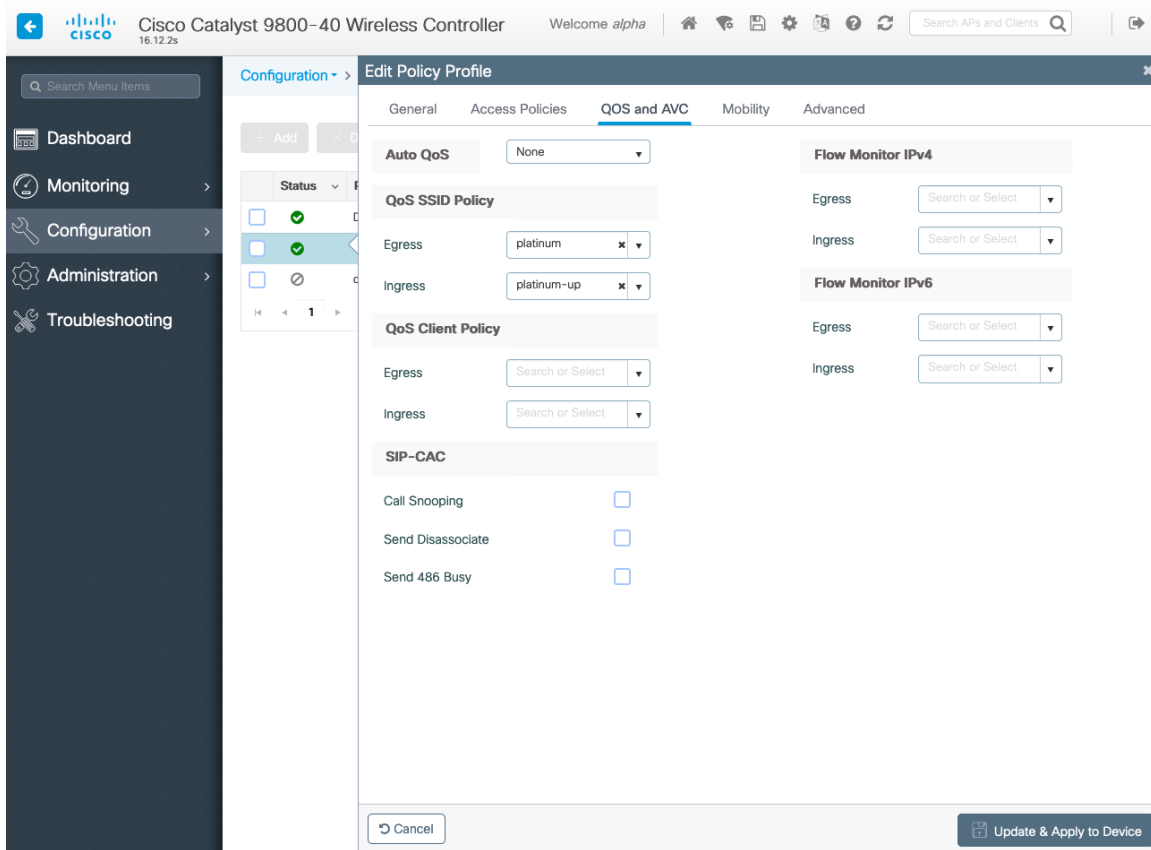 CISCO
Cisco Catalyst 9800-40 Wireless Controller
16.12.2s
Welcome alpha
Search APs and Clients
Search Menu Items
Dashboard
Monitoring
Configuration
Administration
Troubleshooting
Configuration
Add
Status
1
Edit Policy Profile
General
Access Policies
QOS and AVC
Mobility
Advanced
Auto QoS
None
QoS SSID Policy
Egress
platinum
Ingress
platinum-up
QoS Client Policy
Egress
Search or Select
Ingress
Search or Select
SIP-CAC
Call Snooping
Send Disassociate
Send 486 Busy
Flow Monitor IPv4
Egress
Search or Select
Ingress
Search or Select
Flow Monitor IPv6
Egress
Search or Select
Ingress
Search or Select
Cancel
Update & Apply to Device